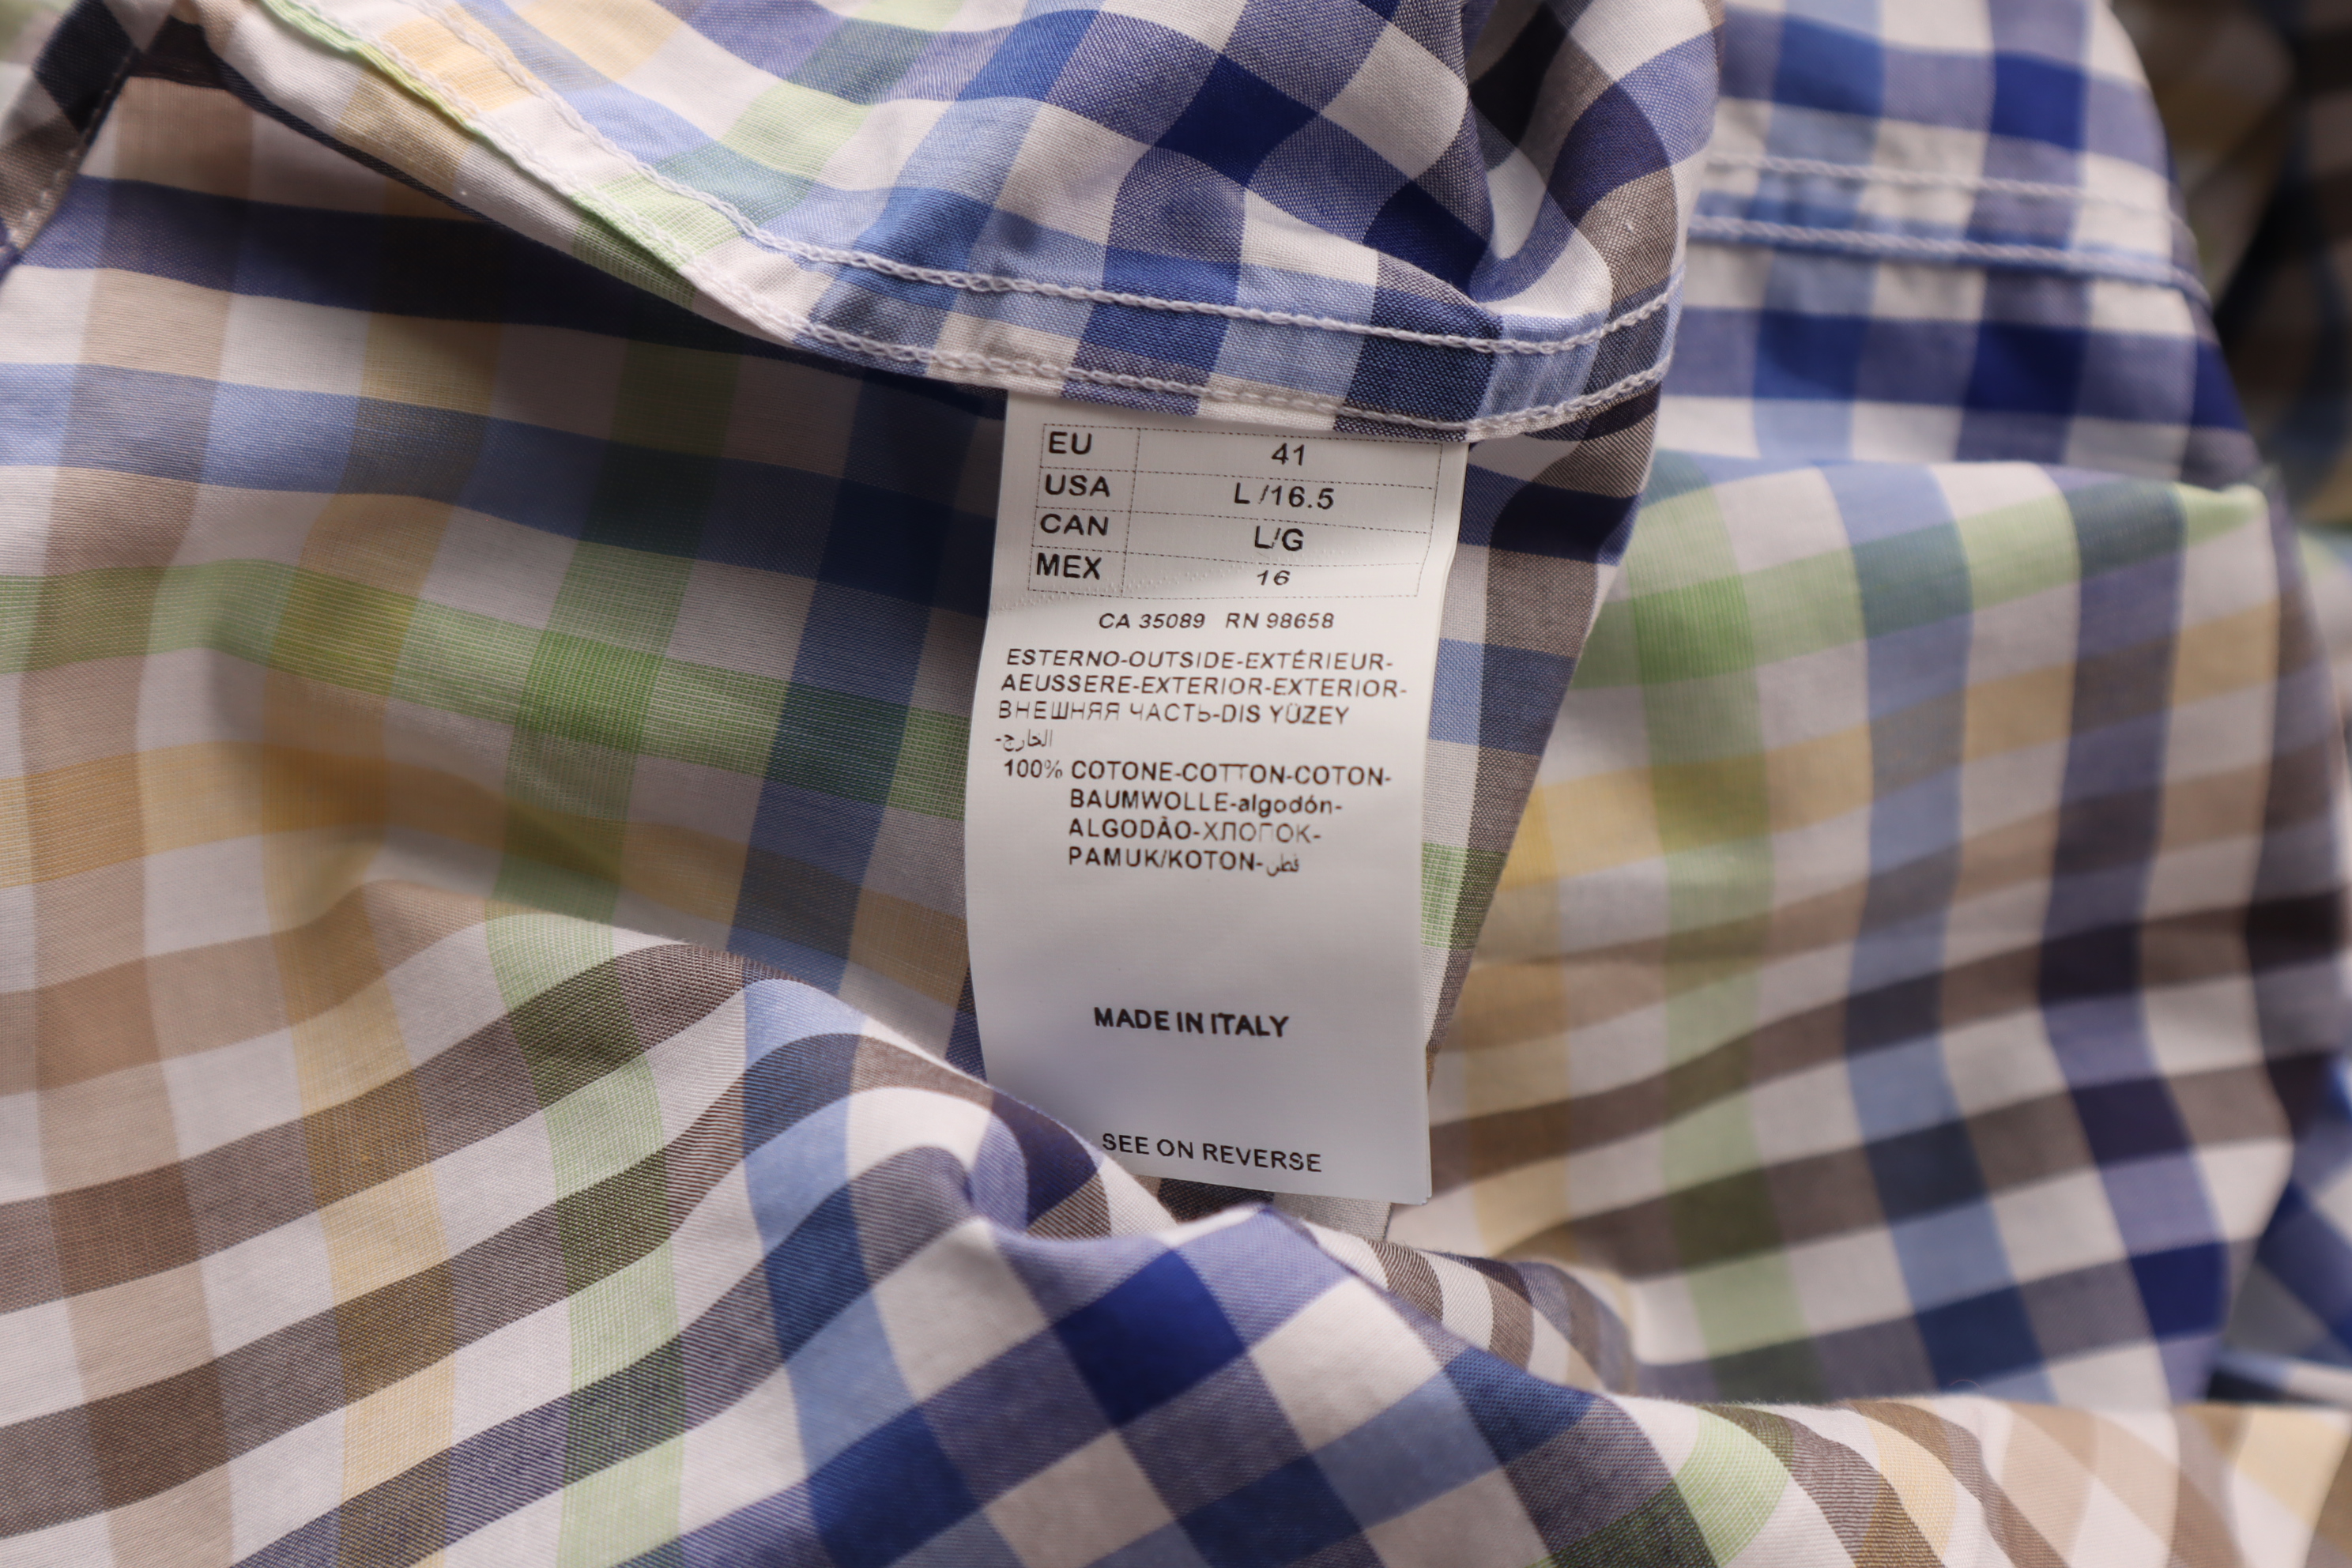 EU 41
USA L /16.5
CAN L/G
MEX 16
CA 35089 RN 98658
ESTERNO-OUTSIDE-EXTÉRIEUR-
AEUSSERE-EXTERIOR-EXTERIOR-
ВНЕШНЯЯ ЧАСТЬ-DIS YÜZEY
الخارج-
100% COTONE-COTTON-COTON-
BAUMWOLLE-algodón-
ALGODÃO-ХЛОПОК-
PAMUK/KOTON-قطن
MADE IN ITALY
SEE ON REVERSE